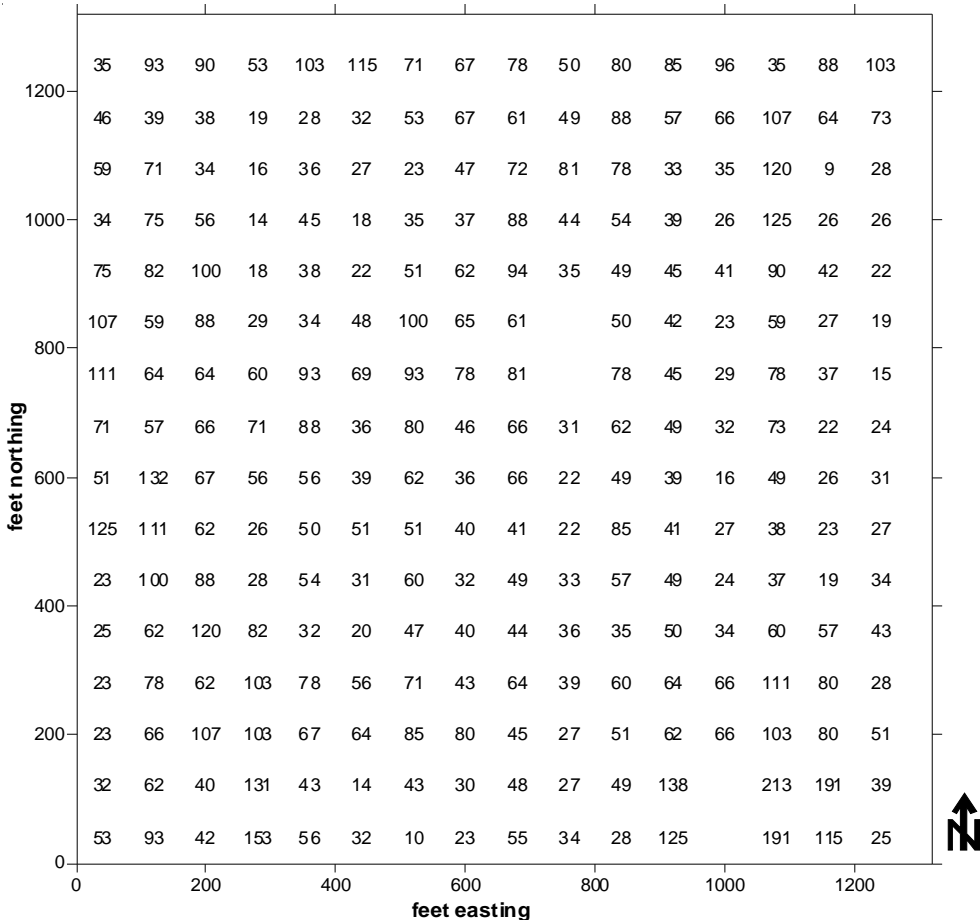 35 93 90 53 103 115 71 67 78 50 80 85 96 35 88 103
1200
46 39 38 19 28 32 53 67 61 49 88 57 66 107 64 73
59 71 34 16 36 27 23 47 72 81 78 33 35 120 9 28
1000 34 75 56 14 45 18 35 37 88 44 54 39 26 125 26 26
75 82 100 18 38 22 51 62 94 35 49 45 41 90 42 22
107 59 88 29 34 48 100 65 61 50 42 23 59 27 19
800
111 64 64 60 93 69 93 78 81 78 45 29 78 37 15
71 57 66 71 88 36 80 46 66 31 62 49 32 73 22 24
feet northing
600 51 132 67 56 56 39 62 36 66 22 49 39 16 49 26 31
125 111 62 26 50 51 51 40 41 22 85 41 27 38 23 27
23 100 88 28 54 31 60 32 49 33 57 49 24 37 19 34
400
25 62 120 82 32 20 47 40 44 36 35 50 34 60 57 43
23 78 62 103 78 56 71 43 64 39 60 64 66 111 80 28
200 23 66 107 103 67 64 85 80 45 27 51 62 66 103 80 51
32 62 40 131 43 14 43 30 48 27 49 138 213 191 39
53 93 42 153 56 32 10 23 55 34 28 125 191 115 25
N
0
0 200 400 600 800 1000 1200
feet easting